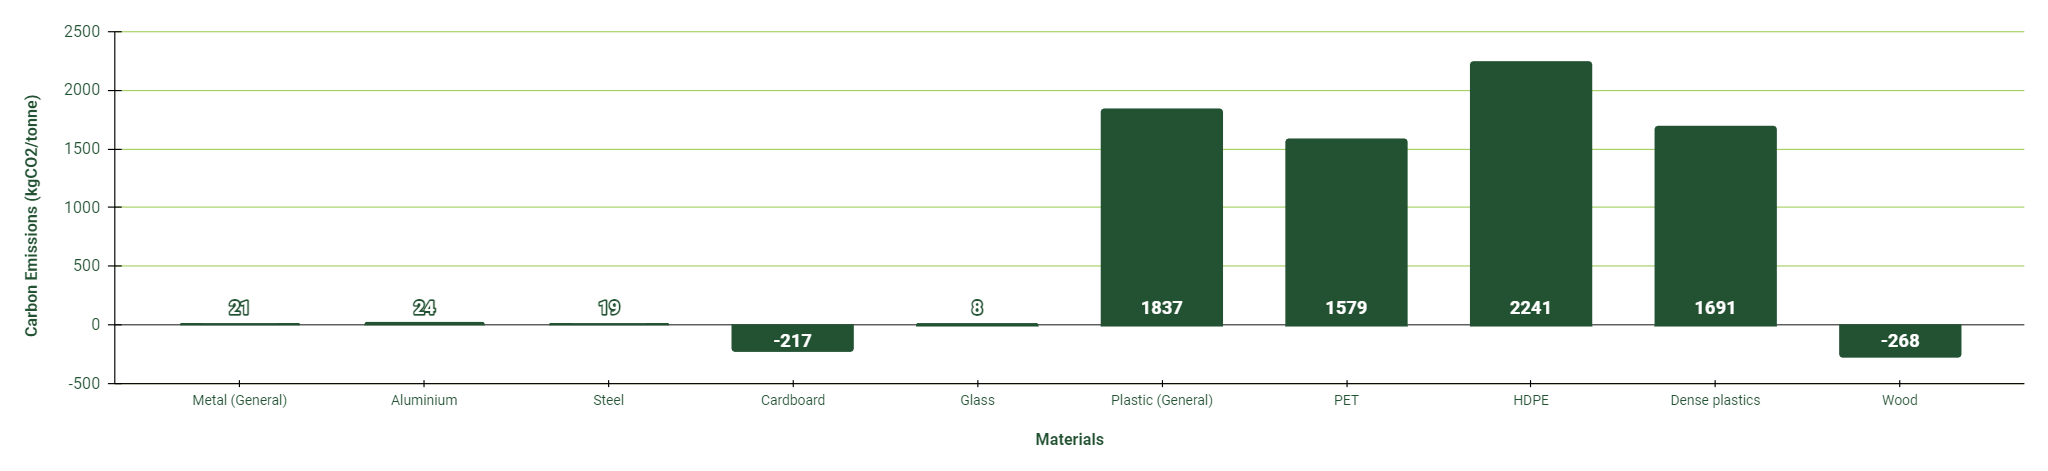 2500
2000
1500
1000
500
0
-500
Carbon Emissions (kgCO2/tonne)
21
24
19
-217
8
1837
1579
2241
1691
-268
Metal (General)
Aluminium
Steel
Cardboard
Glass
Plastic (General)
PET
HDPE
Dense plastics
Wood
Materials